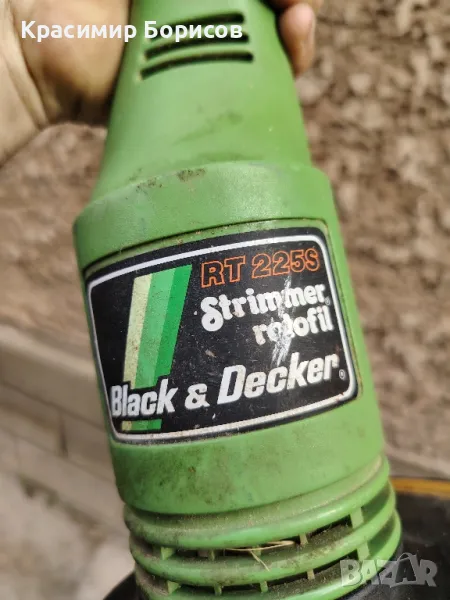 Красимир Борисов
RT 225S
Strimmer®
rotofil
Black & Decker®
BAZAR